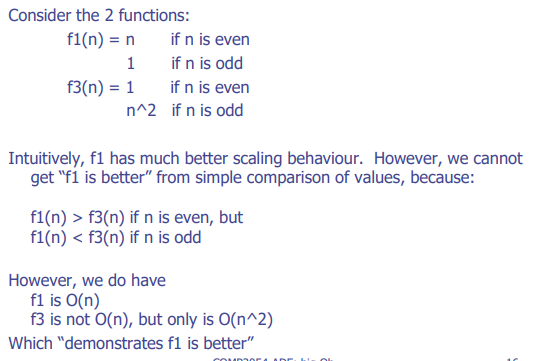 Consider the 2 functions:
f1(n) = n if n is even
1 if n is odd
f3(n) = 1 if n is even
n^2 if n is odd
Intuitively, f1 has much better scaling behaviour. However, we cannot
get “f1 is better” from simple comparison of values, because:
f1(n) > f3(n) if n is even, but
f1(n) < f3(n) if n is odd
However, we do have
f1 is O(n)
f3 is not O(n), but only is O(n^2)
Which “demonstrates f1 is better”